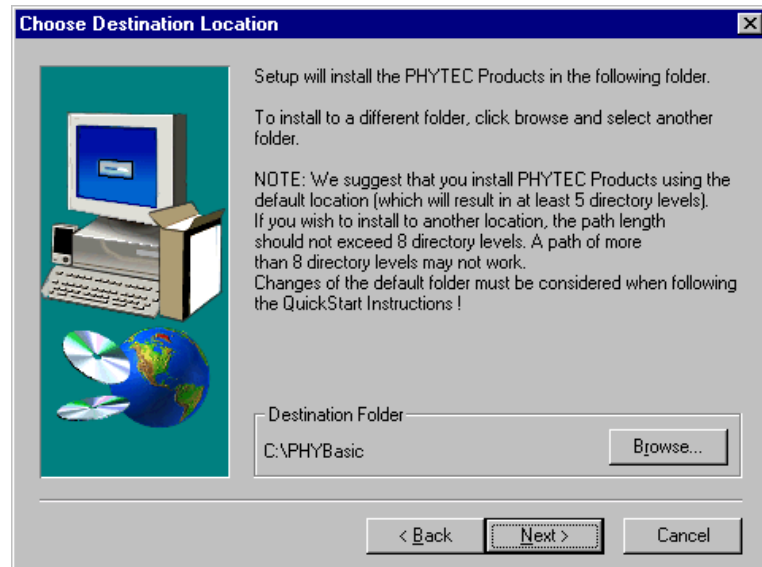 Choose Destination Location
Setup will install the PHYTEC Products in the following folder.
To install to a different folder, click browse and select another
folder.
NOTE: We suggest that you install PHYTEC Products using the
default location (which will result in at least 5 directory levels).
If you wish to install to another location, the path length
should not exceed 8 directory levels. A path of more
than 8 directory levels may not work.
Changes of the default folder must be considered when following
the QuickStart Instructions !
Destination Folder
C:\PHYBasic
Browse...
< Back
Next >
Cancel